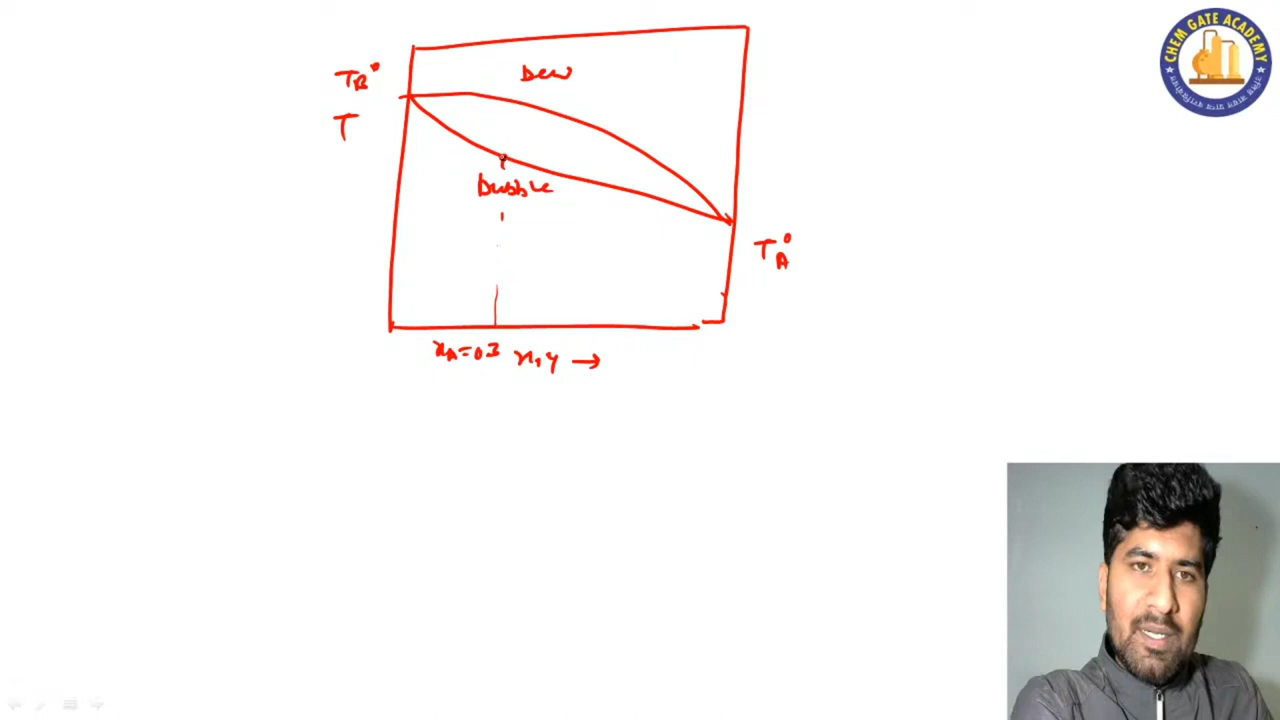 CHEM GATE ACADEMY
Dew
TB°
T
bubble
TA°
xA=0.3 x,y →